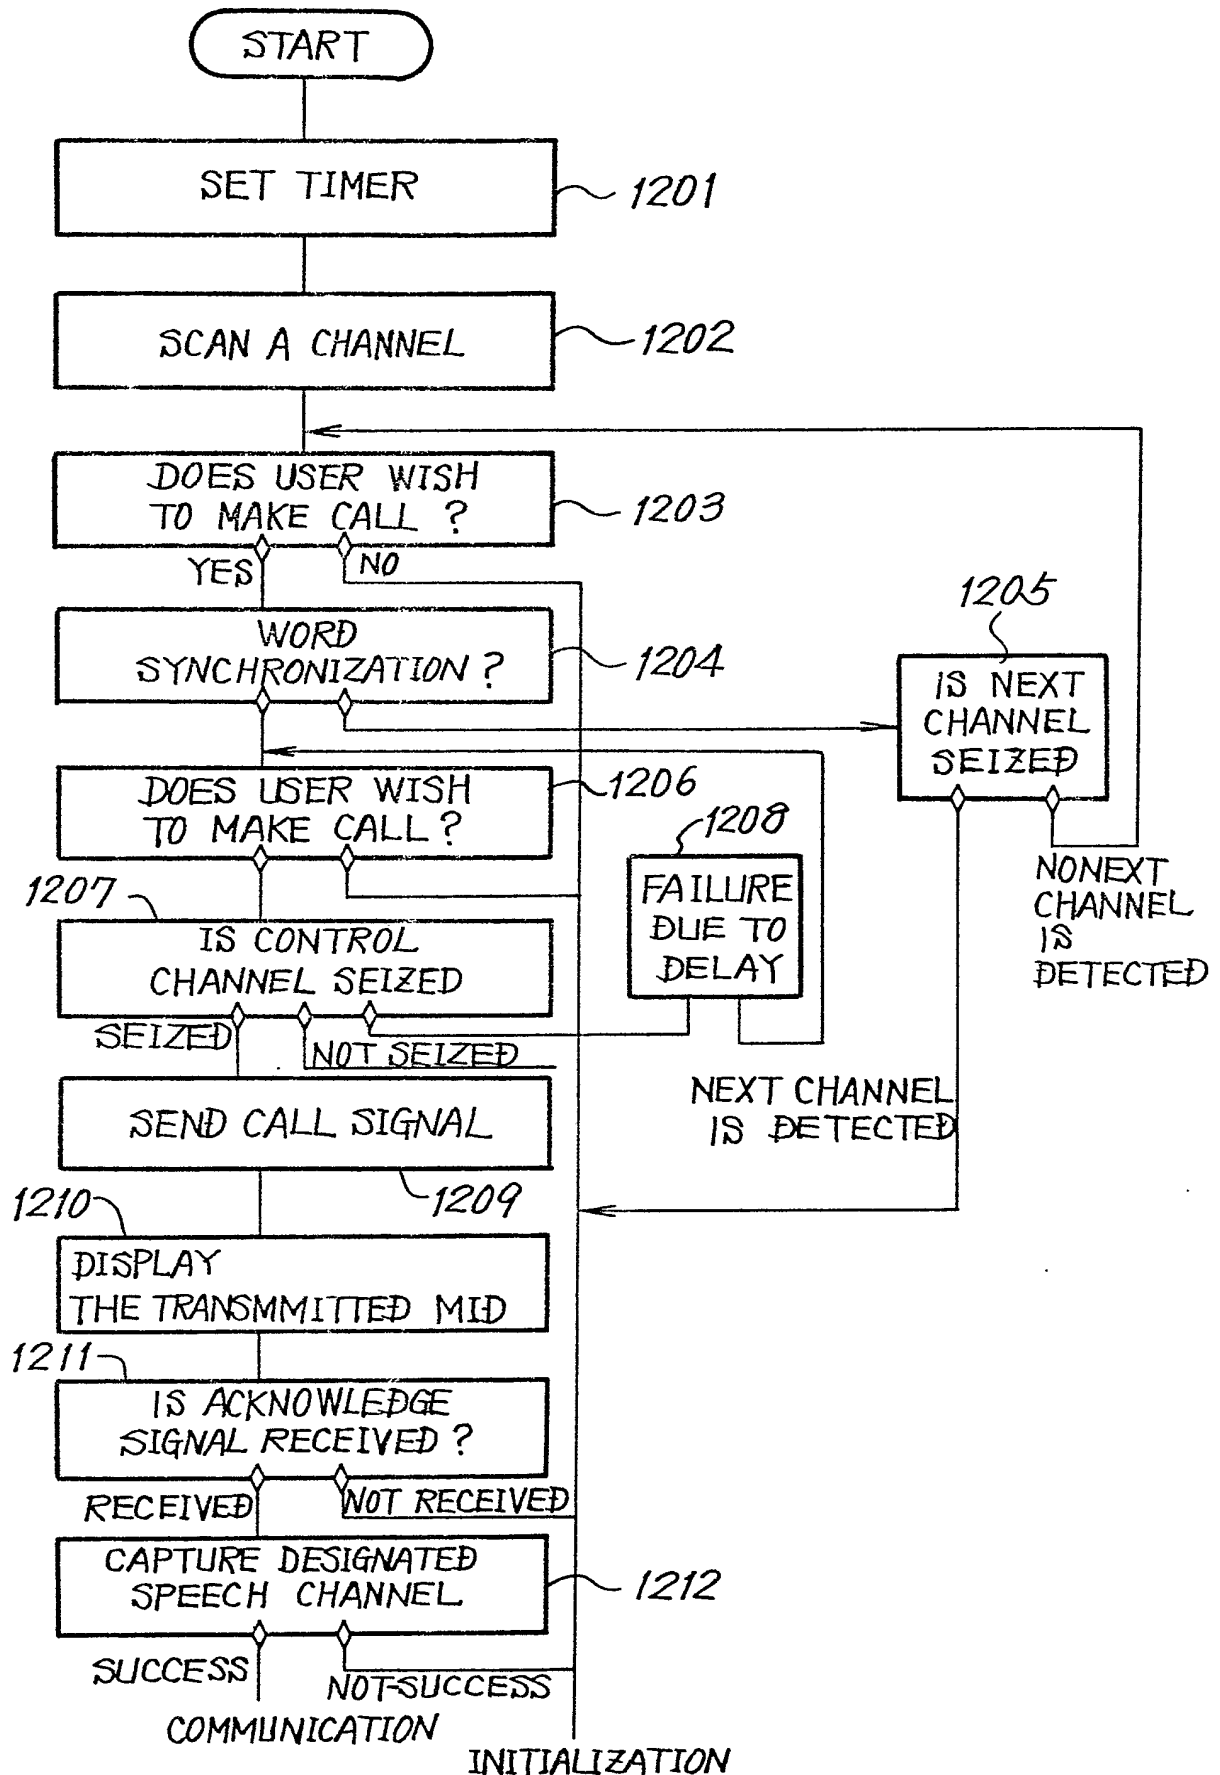 START
SET TIMER
1201
SCAN A CHANNEL
1202
DOES USER WISH
TO MAKE CALL ?
1203
YES
NO
WORD
SYNCHRONIZATION ?
1204
1205
IS NEXT
CHANNEL
SEIZED
DOES USER WISH
TO MAKE CALL ?
1206
1208
FAILURE
DUE TO
DELAY
NONEXT
CHANNEL
IS
DETECTED
1207
IS CONTROL
CHANNEL SEIZED
SEIZED
NOT SEIZED
NEXT CHANNEL
IS DETECTED
SEND CALL SIGNAL
1209
1210
DISPLAY
THE TRANSMMITTED MID
1211
IS ACKNOWLEDGE
SIGNAL RECEIVED ?
RECEIVED
NOT RECEIVED
CAPTURE DESIGNATED
SPEECH CHANNEL
1212
SUCCESS
NOT-SUCCESS
COMMUNICATION
INITIALIZATION